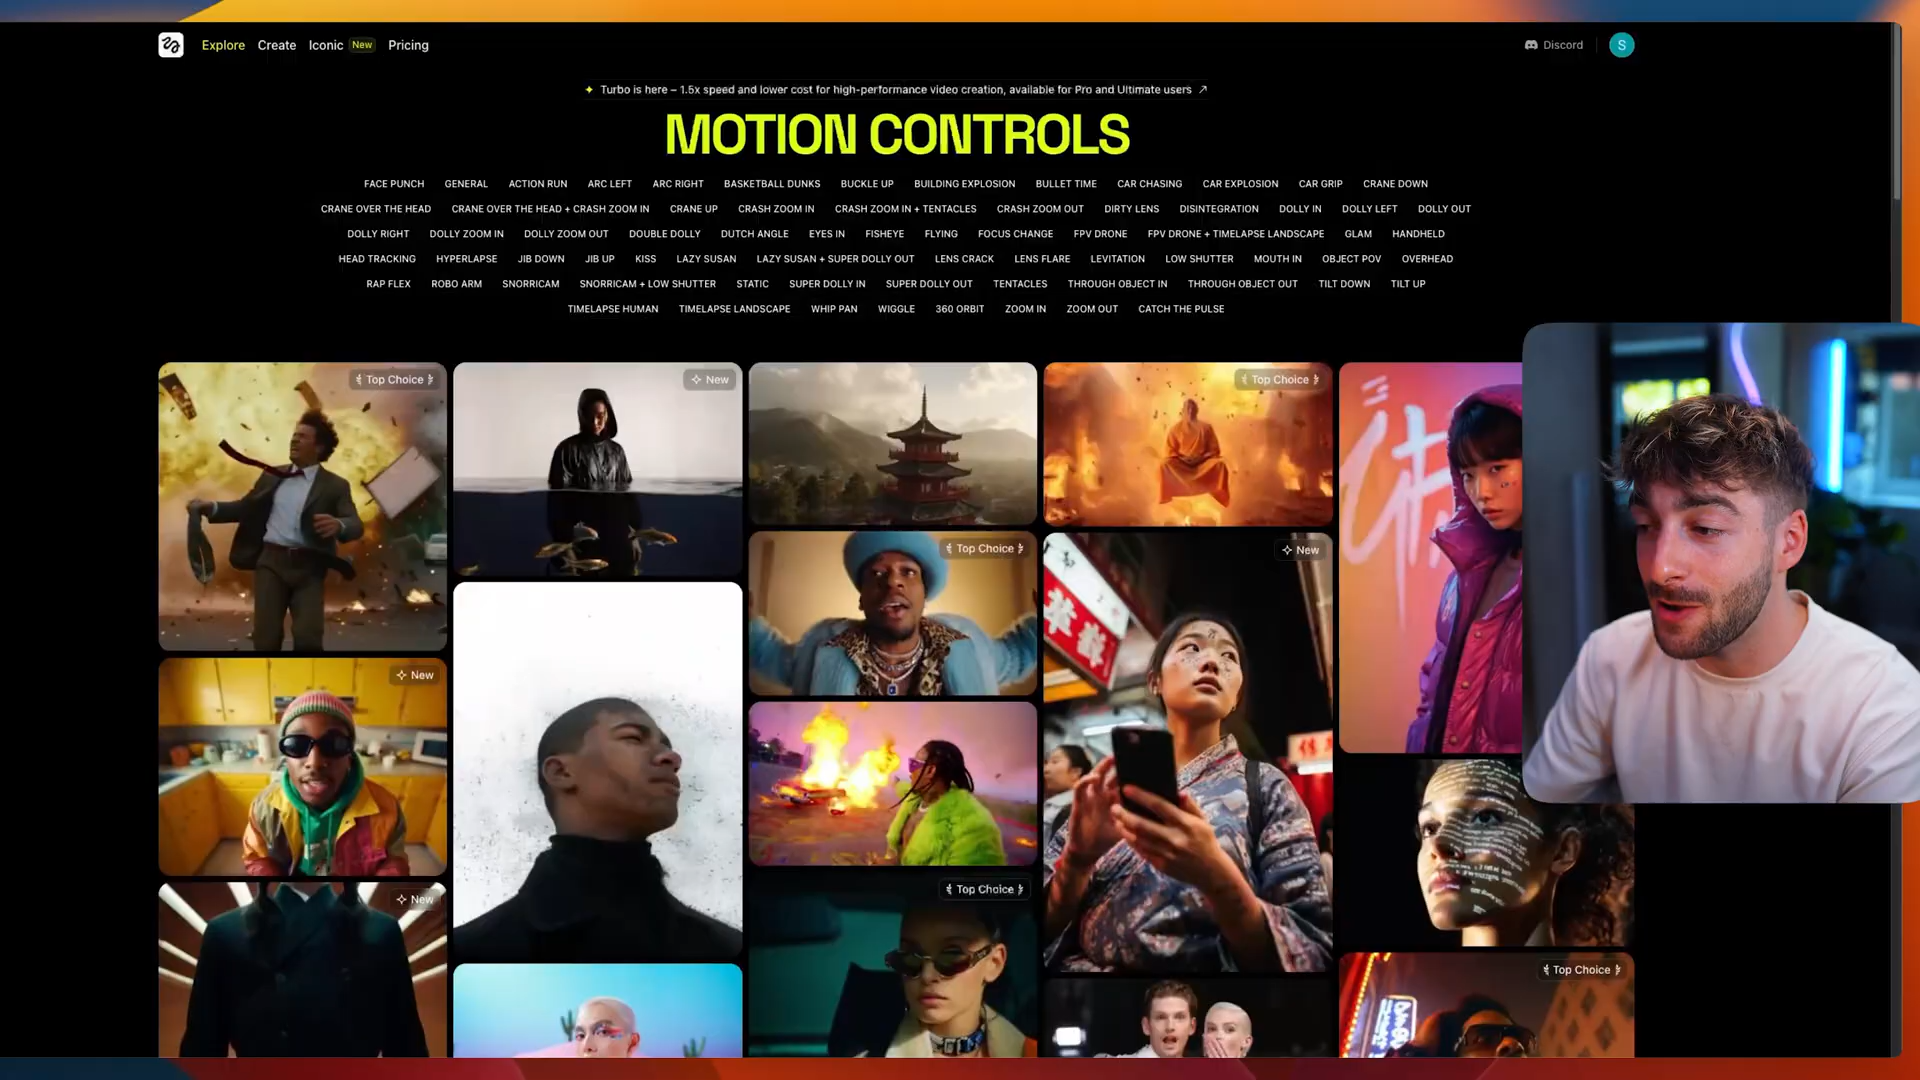 Explore Create Iconic New Pricing
Discord S
Turbo is here – 1.5x speed and lower cost for high-performance video creation, available for Pro and Ultimate users
MOTION CONTROLS
FACE PUNCH GENERAL ACTION RUN ARC LEFT ARC RIGHT BASKETBALL DUNKS BUCKLE UP BUILDING EXPLOSION BULLET TIME CAR CHASING CAR EXPLOSION CAR GRIP CRANE DOWN
CRANE OVER THE HEAD CRANE OVER THE HEAD + CRASH ZOOM IN CRANE UP CRASH ZOOM IN CRASH ZOOM IN + TENTACLES CRASH ZOOM OUT DIRTY LENS DISINTEGRATION DOLLY IN DOLLY LEFT DOLLY OUT
DOLLY RIGHT DOLLY ZOOM IN DOLLY ZOOM OUT DOUBLE DOLLY DUTCH ANGLE EYES IN FISHEYE FLYING FOCUS CHANGE FPV DRONE FPV DRONE + TIMELAPSE LANDSCAPE GLAM HANDHELD
HEAD TRACKING HYPERLAPSE JIB DOWN JIB UP KISS LAZY SUSAN LAZY SUSAN + SUPER DOLLY OUT LENS CRACK LENS FLARE LEVITATION LOW SHUTTER MOUTH IN OBJECT POV OVERHEAD
RAP FLEX ROBO ARM SNORRICAM SNORRICAM + LOW SHUTTER STATIC SUPER DOLLY IN SUPER DOLLY OUT TENTACLES THROUGH OBJECT IN THROUGH OBJECT OUT TILT DOWN TILT UP
TIMELAPSE HUMAN TIMELAPSE LANDSCAPE WHIP PAN WIGGLE 360 ORBIT ZOOM IN ZOOM OUT CATCH THE PULSE
Top Choice
New
Top Choice
Top Choice
New
New
Top Choice
New
Top Choice